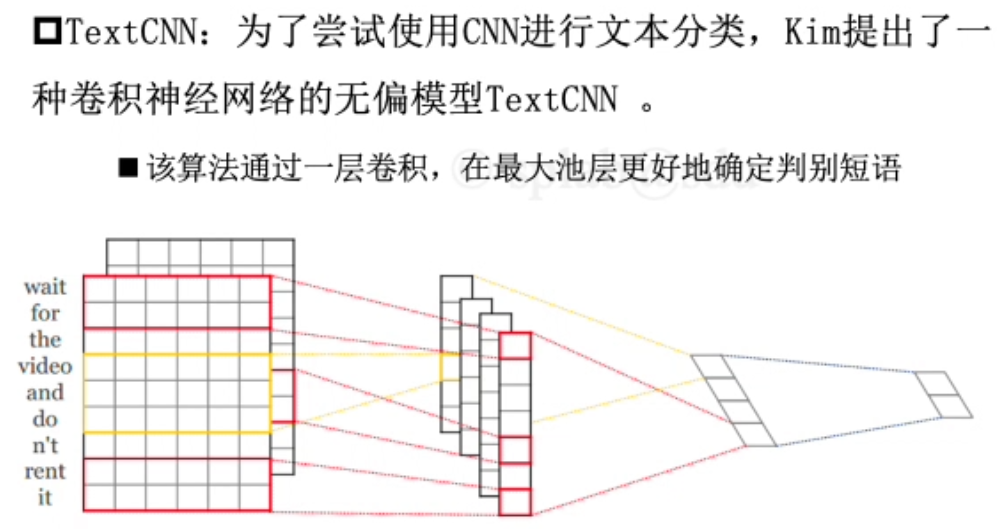 TextCNN：为了尝试使用CNN进行文本分类，Kim提出了一
种卷积神经网络的无偏模型TextCNN 。
该算法通过一层卷积，在最大池层更好地确定判别短语
wait
for
the
video
and
do
n't
rent
it